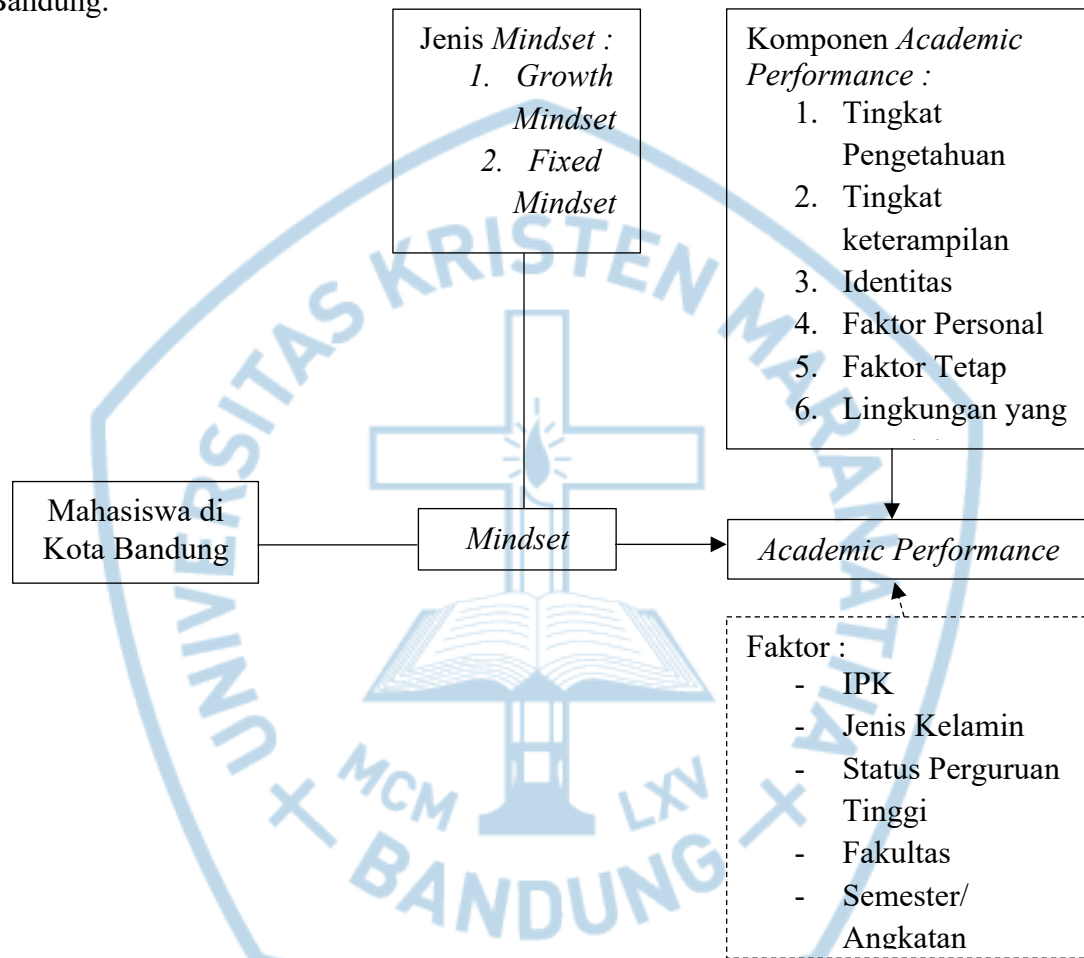 Bandung.
Jenis Mindset :
1. Growth
Mindset
2. Fixed
Mindset
Komponen Academic
Performance :
1. Tingkat
Pengetahuan
2. Tingkat
keterampilan
3. Identitas
4. Faktor Personal
5. Faktor Tetap
6. Lingkungan yang
Mahasiswa di
Kota Bandung
Mindset
Academic Performance
Faktor :
- IPK
- Jenis Kelamin
- Status Perguruan
Tinggi
- Fakultas
- Semester/
Angkatan
UNIVERSITAS KRISTEN MARANATHA
MCM LXV
BANDUNG